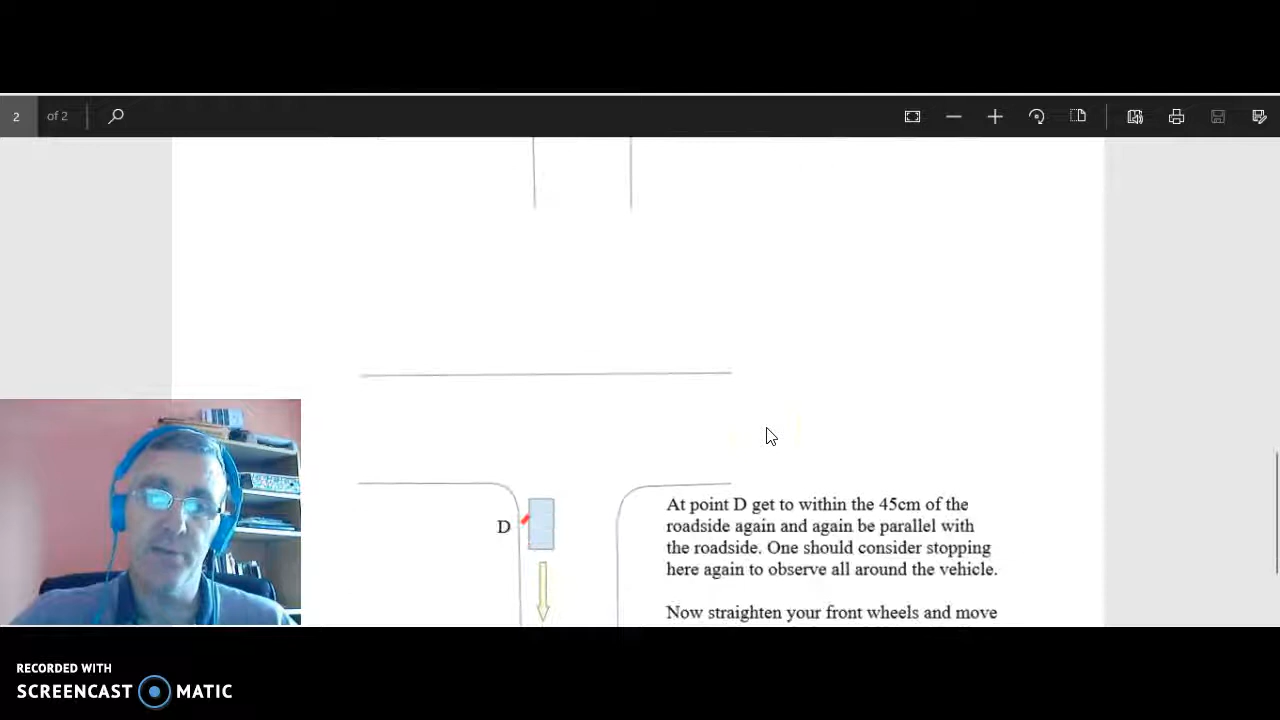 2 of 2
D
At point D get to within the 45cm of the
roadside again and again be parallel with
the roadside. One should consider stopping
here again to observe all around the vehicle.
Now straighten your front wheels and move
RECORDED WITH
SCREENCAST MATIC